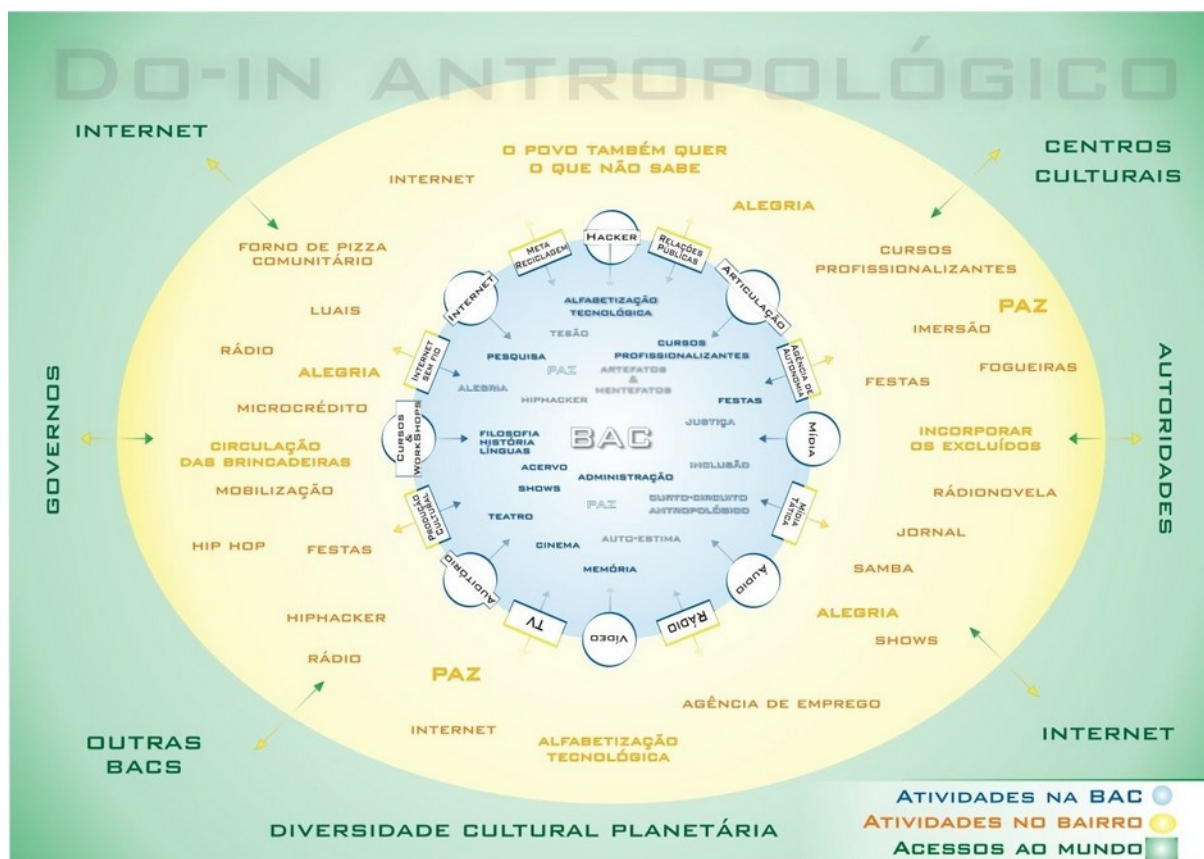 DO-IN ANTROPOLÓGICO
INTERNET
CENTROS
CULTURAIS
O POVO TAMBÉM QUER
O QUE NÃO SABE
INTERNET
ALEGRIA
FORNO DE PIZZA
COMUNITÁRIO
CURSOS
PROFISSIONALIZANTES
LUAIS
PAZ
IMERSÃO
RÁDIO
FOGUEIRAS
ALEGRIA
FESTAS
MICROCRÉDITO
GOVERNOS
AUTORIDADES
CIRCULAÇÃO
DAS BRINCADEIRAS
INCORPORAR
OS EXCLUÍDOS
MOBILIZAÇÃO
RÁDIONOVELA
HIP HOP
FESTAS
JORNAL
SAMBA
HIPHACKER
ALEGRIA
SHOWS
RÁDIO
PAZ
AGÊNCIA DE EMPREGO
INTERNET
ALFABETIZAÇÃO
TECNOLÓGICA
OUTRAS
BACS
INTERNET
DIVERSIDADE CULTURAL PLANETÁRIA
HACKER
RELAÇÕES
PÚBLICAS
ARTICULAÇÃO
AGÊNCIA DE
AUTONOMIA
MÍDIA
MÍDIA
TÁTICA
ÁUDIO
RÁDIO
VÍDEO
TV
AUDITÓRIO
PRODUÇÃO
CULTURAL
CURSOS
&
WORKSHOPS
INTERNET
SEM FIO
INTERNET
META
RECICLAGEM
ALFABETIZAÇÃO
TECNOLÓGICA
TESÃO
CURSOS
PROFISSIONALIZANTES
PESQUISA
PAZ
ARTEFATOS
&
MENTEFATOS
ALEGRIA
HIPHACKER
FESTAS
JUSTIÇA
BAC
FILOSOFIA
HISTÓRIA
LÍNGUAS
ACERVO
INCLUSÃO
ADMINISTRAÇÃO
SHOWS
PAZ
CURTO-CIRCUITO
ANTROPOLÓGICO
TEATRO
CINEMA
AUTO-ESTIMA
MEMÓRIA
ATIVIDADES NA BAC
ATIVIDADES NO BAIRRO
ACESSOS AO MUNDO